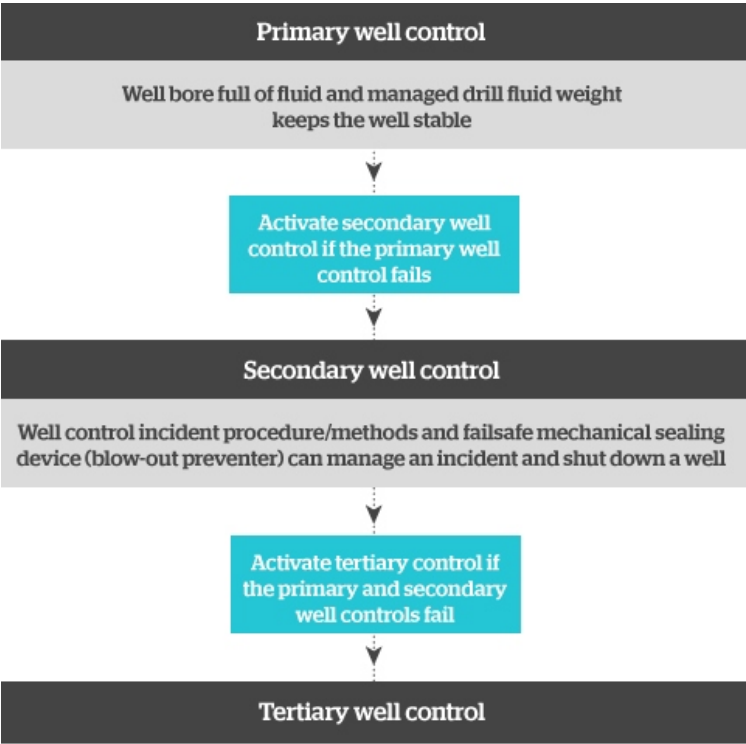 Primary well control
Well bore full of fluid and managed drill fluid weight
keeps the well stable
Activate secondary well
control if the primary well
control fails
Secondary well control
Well control incident procedure/methods and failsafe mechanical sealing
device (blow-out preventer) can manage an incident and shut down a well
Activate tertiary control if
the primary and secondary
well controls fail
Tertiary well control